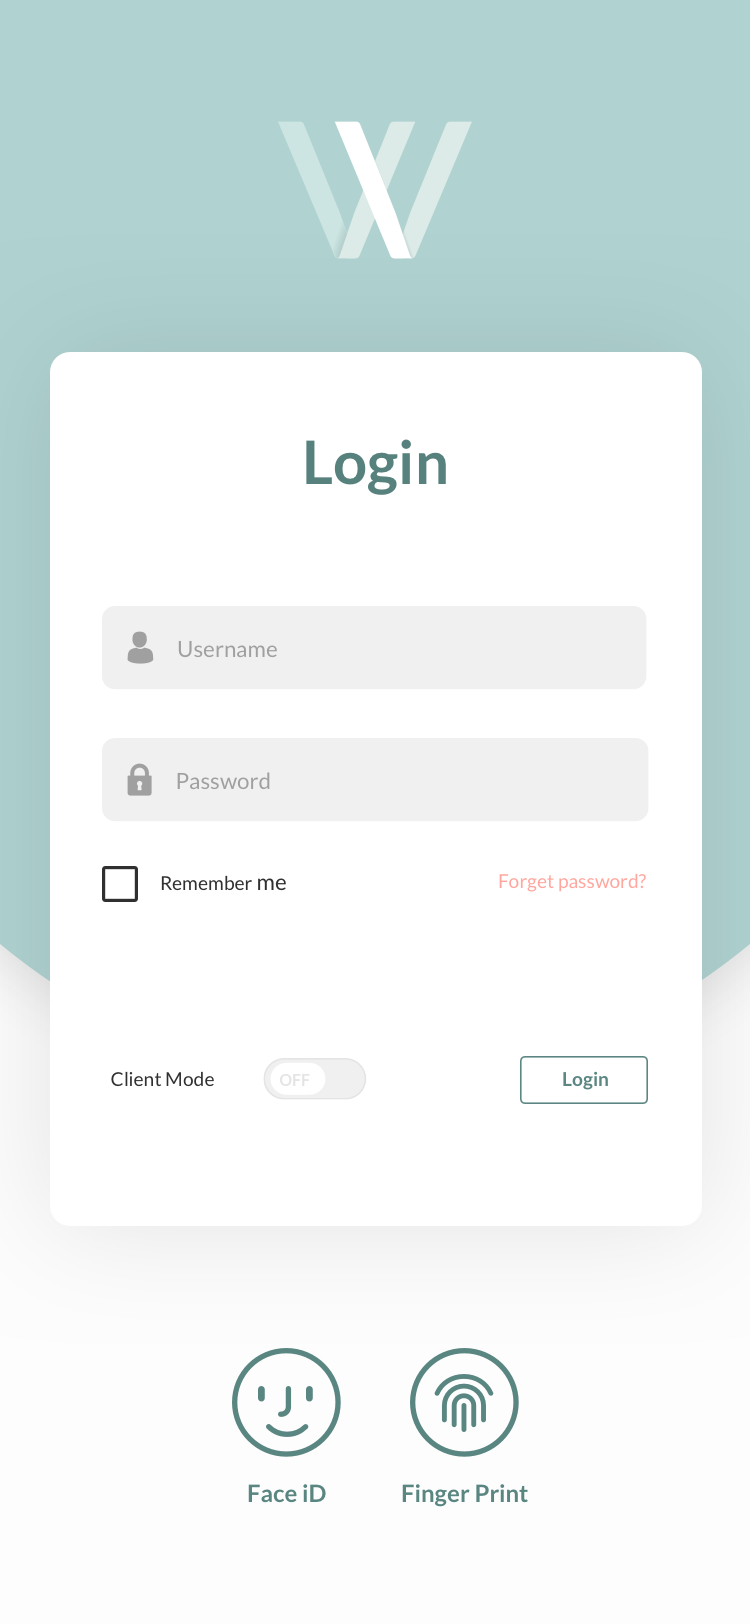 W
Login
Username
Password
Remember me
Forget password?
Client Mode
OFF
Login
Face iD
Finger Print